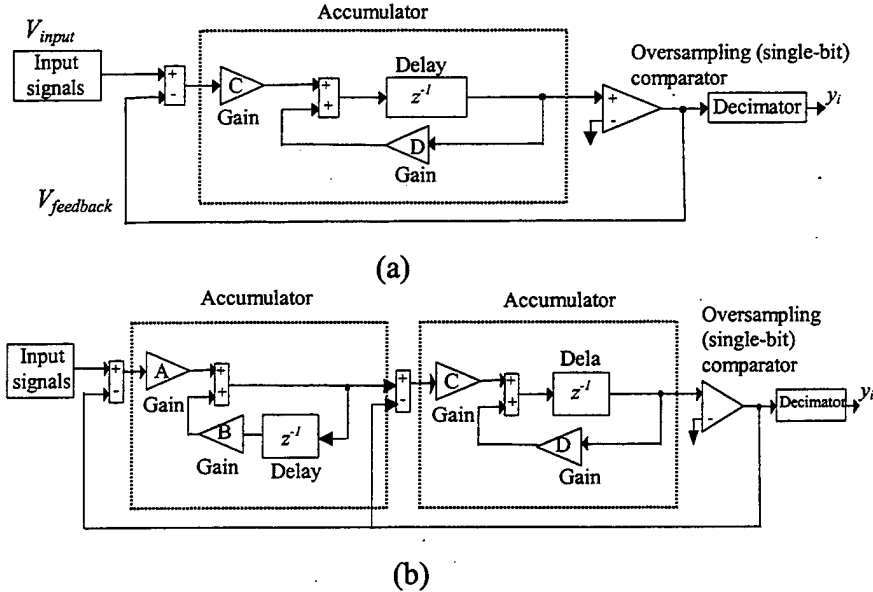 Accumulator
V_input
Input
signals
+
-
C
Gain
+
+
Delay
z^-1
D
Gain
Oversampling (single-bit)
comparator
+
-
Decimator
y_i
V_feedback
(a)
Accumulator
Accumulator
Oversampling
(single-bit)
comparator
Input
signals
+
-
A
Gain
+
+
B
Gain
z^-1
Delay
+
-
C
Gain
+
+
Dela
z^-1
D
Gain
-
Decimator
y_i
(b)